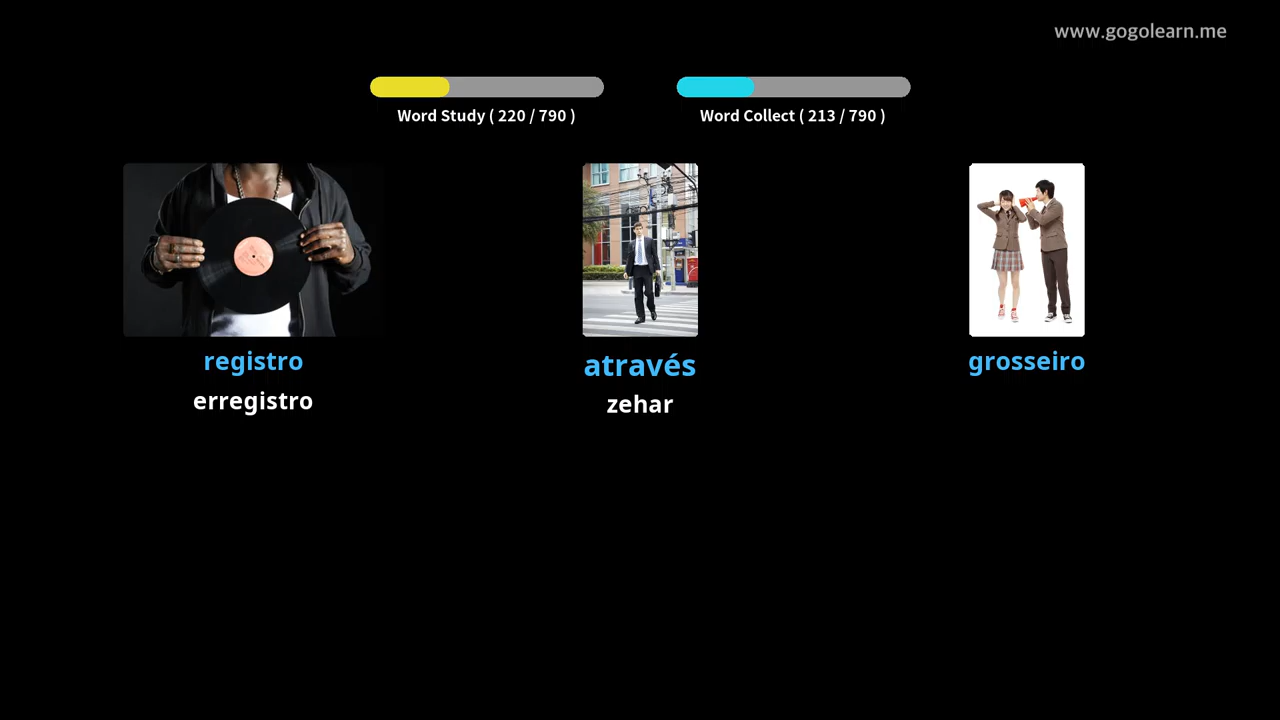 www.gogolearn.me
Word Study ( 220 / 790 )
Word Collect ( 213 / 790 )
registro
através
grosseiro
erregistro
zehar